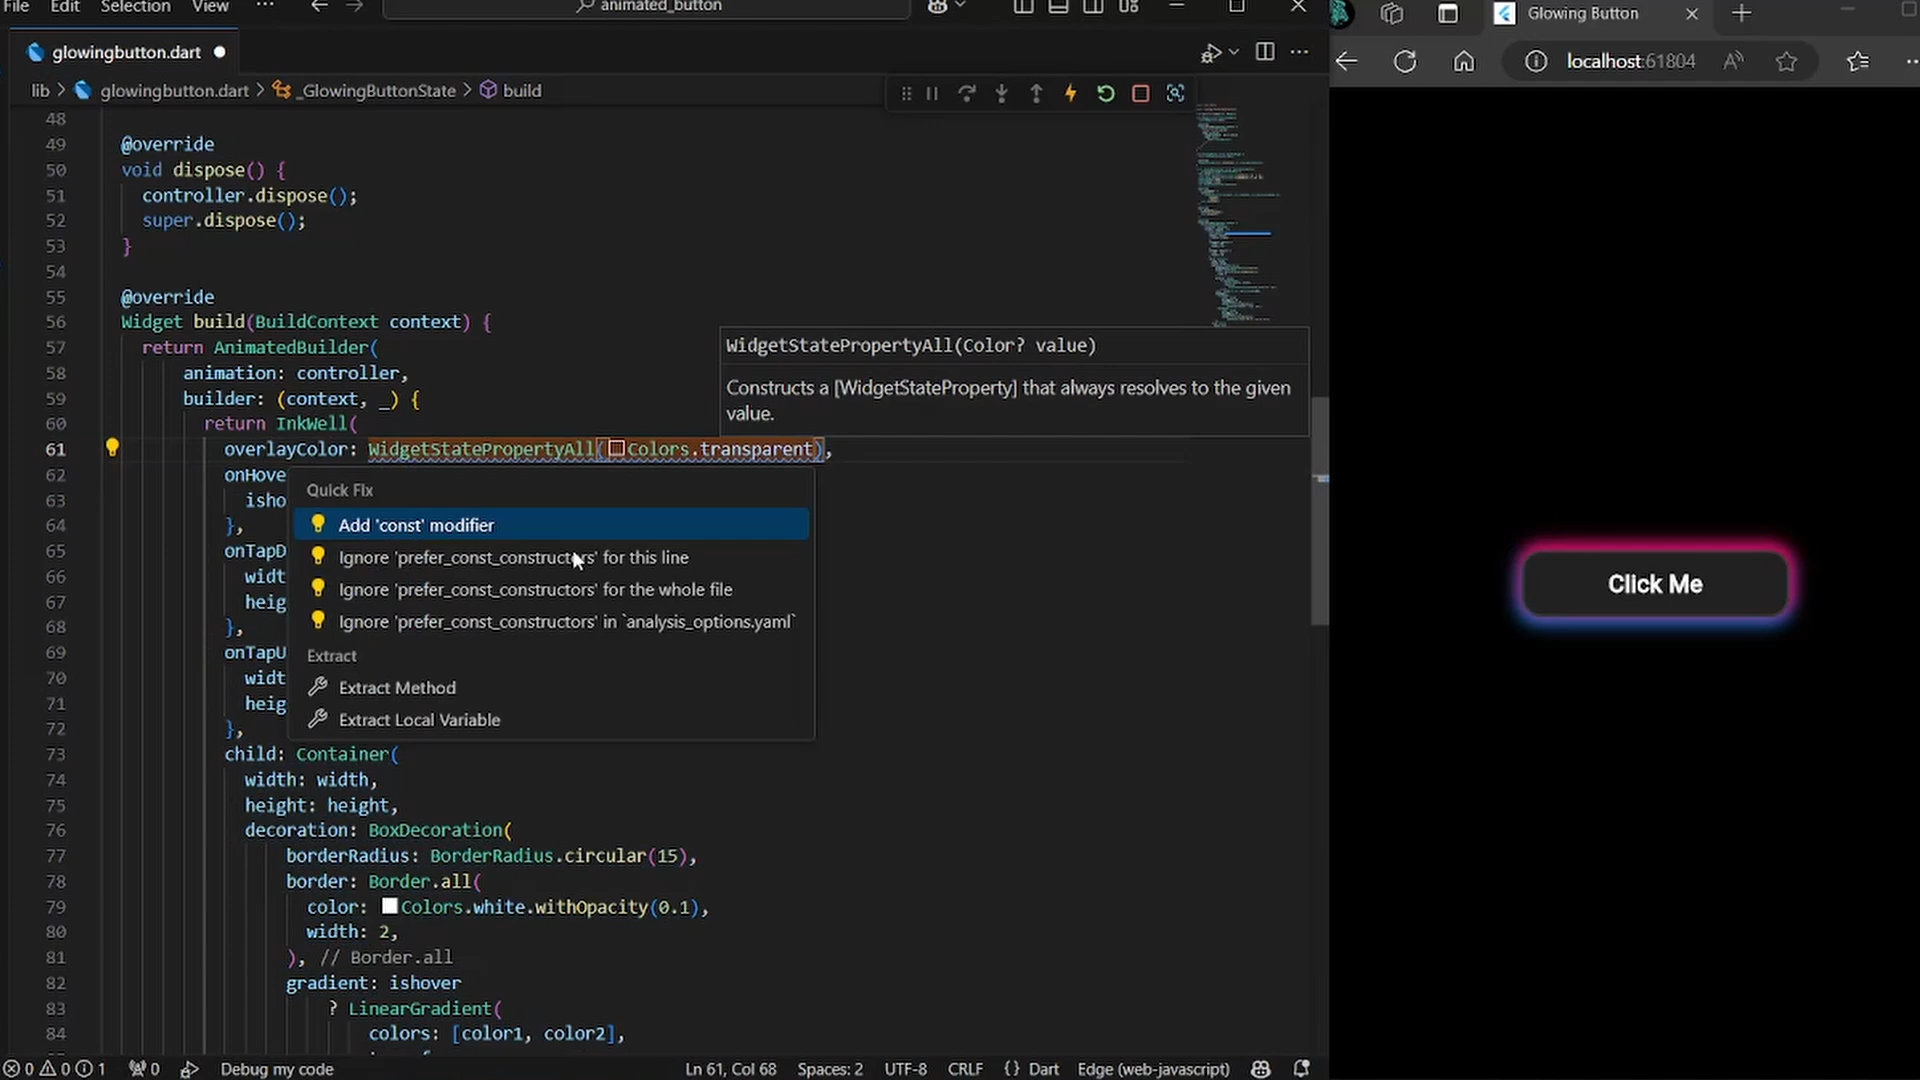 File Edit Selection View ··· animated_button
glowingbutton.dart
lib > glowingbutton.dart > _GlowingButtonState > build
48
49 @override
50 void dispose() {
51 controller.dispose();
52 super.dispose();
53 }
54
55 @override
56 Widget build(BuildContext context) {
57 return AnimatedBuilder(
58 animation: controller,
59 builder: (context, _) {
60 return InkWell(
61 overlayColor: WidgetStatePropertyAll(Colors.transparent),
62 onHove
63 isho
64 },
65 onTapD
66 widt
67 heig
68 },
69 onTapU
70 widt
71 heig
72 },
73 child: Container(
74 width: width,
75 height: height,
76 decoration: BoxDecoration(
77 borderRadius: BorderRadius.circular(15),
78 border: Border.all(
79 color: Colors.white.withOpacity(0.1),
80 width: 2,
81 ), // Border.all
82 gradient: ishover
83 ? LinearGradient(
84 colors: [color1, color2],
WidgetStatePropertyAll(Color? value)
Constructs a [WidgetStateProperty] that always resolves to the given
value.
Quick Fix
Add 'const' modifier
Ignore 'prefer_const_constructors' for this line
Ignore 'prefer_const_constructors' for the whole file
Ignore 'prefer_const_constructors' in `analysis_options.yaml`
Extract
Extract Method
Extract Local Variable
0 0 1 0 Debug my code Ln 61, Col 68 Spaces: 2 UTF-8 CRLF {} Dart Edge (web-javascript)
Glowing Button
localhost:61804
Click Me